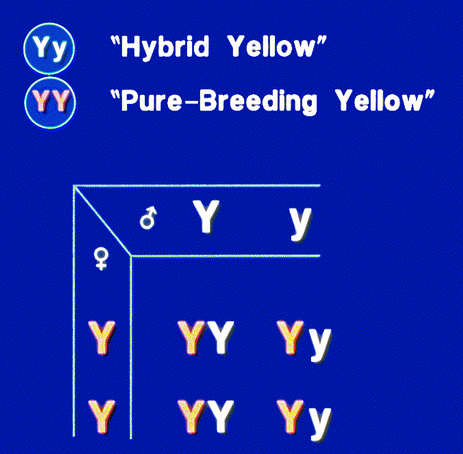 Yy "Hybrid Yellow"
YY "Pure-Breeding Yellow"
♂ Y y
♀
Y YY Yy
Y YY Yy